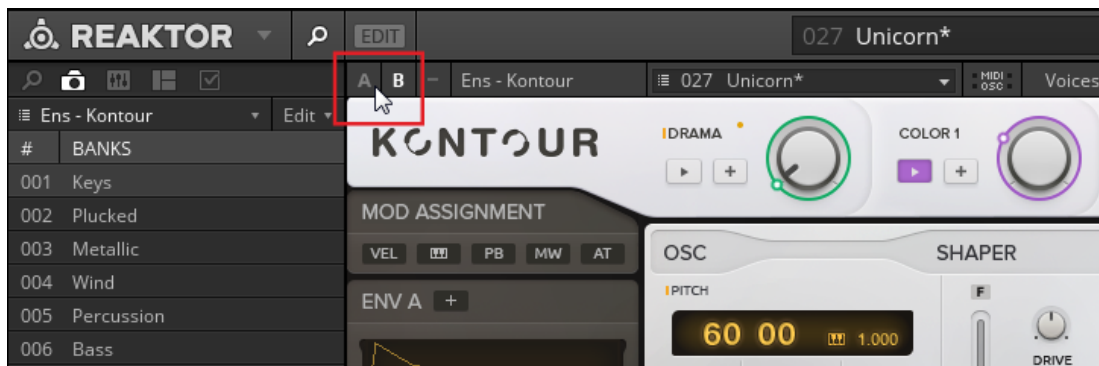 REAKTOR EDIT 027 Unicorn*
A B – Ens - Kontour 027 Unicorn* MIDI OSC Voices
Ens - Kontour Edit
# BANKS
001 Keys
002 Plucked
003 Metallic
004 Wind
005 Percussion
006 Bass
KONTOUR
DRAMA
COLOR 1
MOD ASSIGNMENT
VEL PB MW AT
ENV A +
OSC
SHAPER
PITCH
F
60 00 1.000
DRIVE